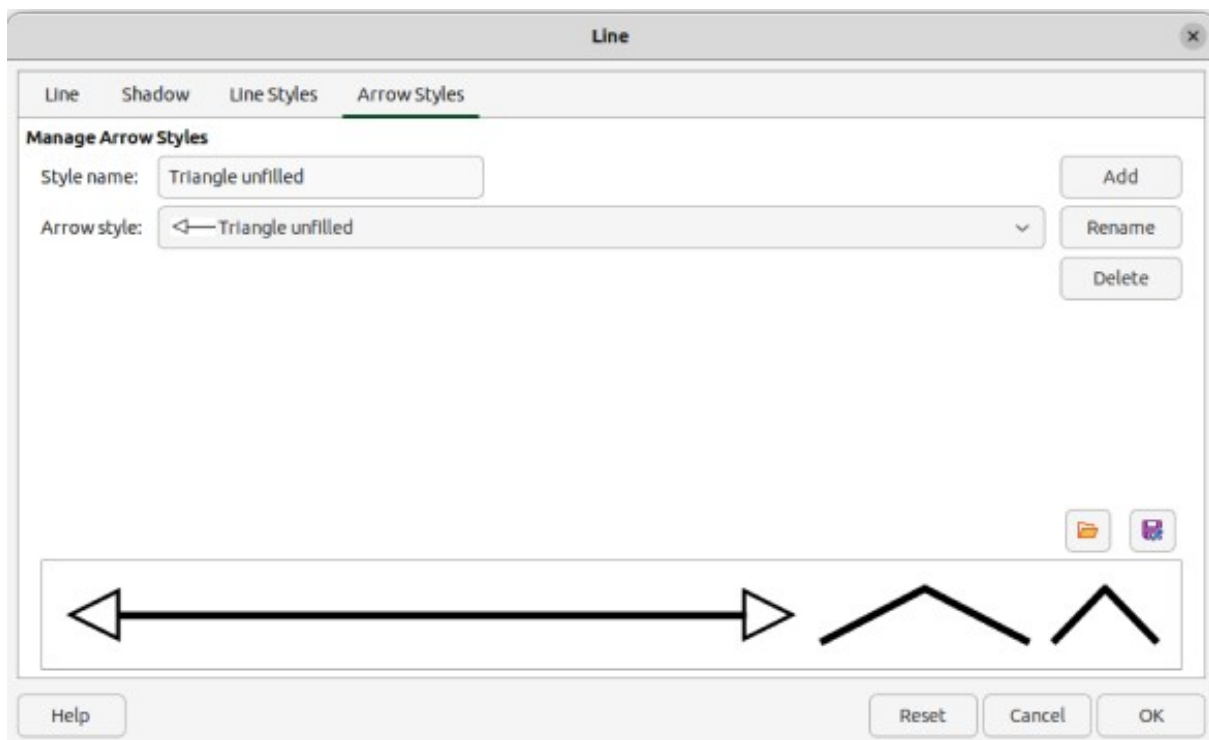 Line
Line Shadow Line Styles Arrow Styles
Manage Arrow Styles
Style name: Triangle unfilled Add
Arrow style: Triangle unfilled Rename
Delete
Help Reset Cancel OK